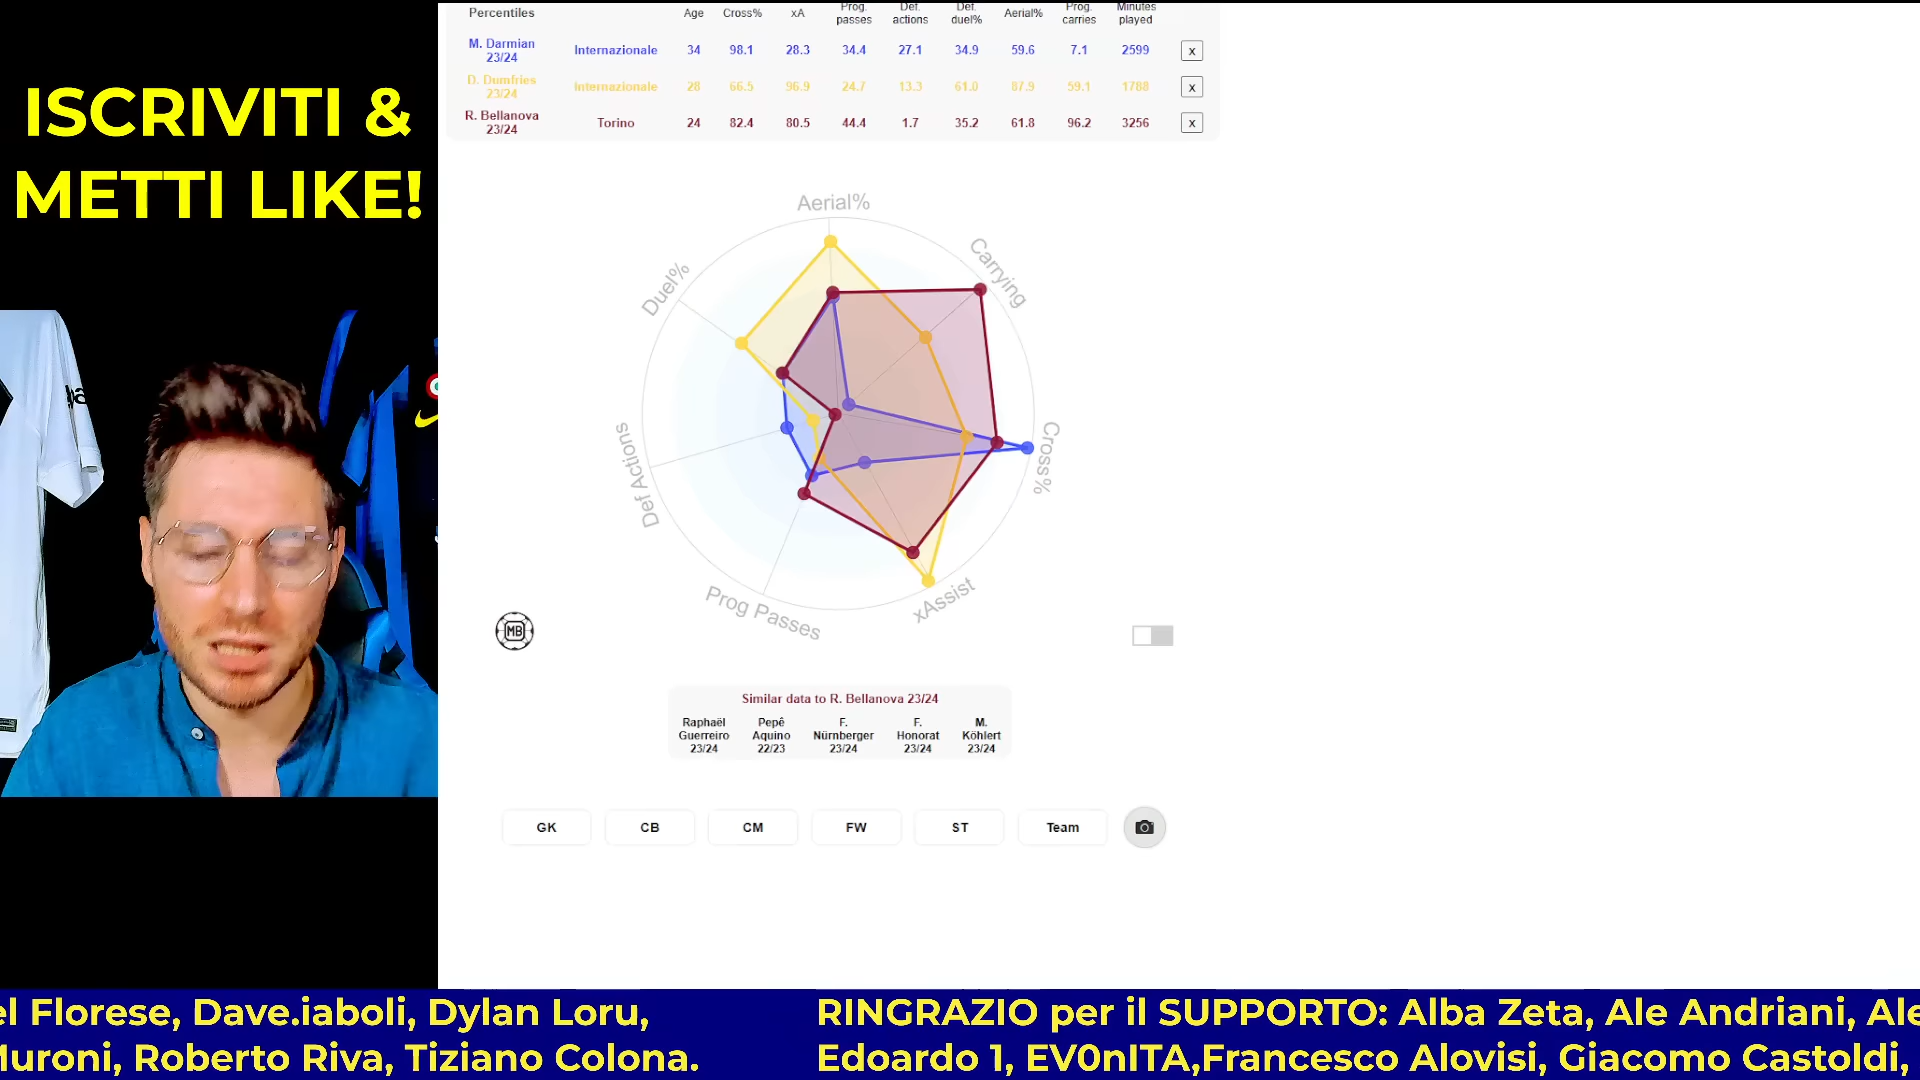 ISCRIVITI &
METTI LIKE!
Percentiles Age Cross% xA Prog. passes Def. actions Def. duel% Aerial% Prog. carries Minutes played
M. Darmian 23/24 Internazionale 34 98.1 28.3 34.4 27.1 34.9 59.6 7.1 2599 x
D. Dumfries 23/24 Internazionale 28 66.5 96.9 24.7 13.3 61.0 87.9 59.1 1788 x
R. Bellanova 23/24 Torino 24 82.4 80.5 44.4 1.7 35.2 61.8 96.2 3256 x
Aerial%
Carrying
Duel%
Cross%
Def Actions
xAssist
Prog Passes
MB
Similar data to R. Bellanova 23/24
Raphaël Guerreiro 23/24
Pepê Aquino 22/23
F. Nürnberger 23/24
F. Honorat 23/24
M. Köhlert 23/24
GK CB CM FW ST Team
el Florese, Dave.iaboli, Dylan Loru, RINGRAZIO per il SUPPORTO: Alba Zeta, Ale Andriani, Ale
Muroni, Roberto Riva, Tiziano Colona. Edoardo 1, EV0nITA,Francesco Alovisi, Giacomo Castoldi,